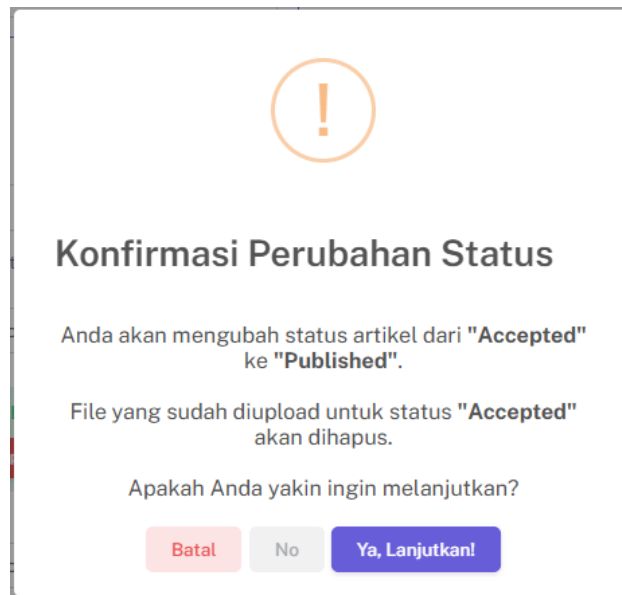 !
Konfirmasi Perubahan Status
Anda akan mengubah status artikel dari "Accepted"
ke "Published".
File yang sudah diupload untuk status "Accepted"
akan dihapus.
Apakah Anda yakin ingin melanjutkan?
Batal No Ya, Lanjutkan!